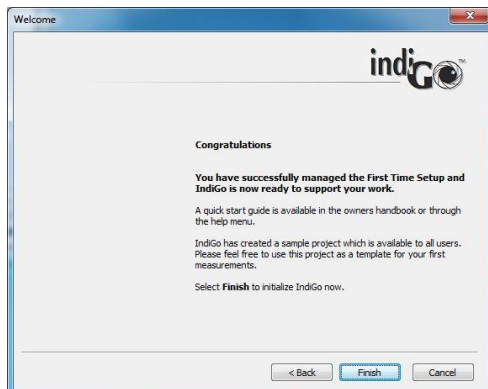 Welcome
indiGo™
Congratulations
You have successfully managed the First Time Setup and
IndiGo is now ready to support your work.
A quick start guide is available in the owners handbook or through
the help menu.
IndiGo has created a sample project which is available to all users.
Please feel free to use this project as a template for your first
measurements.
Select Finish to initialize IndiGo now.
< Back Finish Cancel